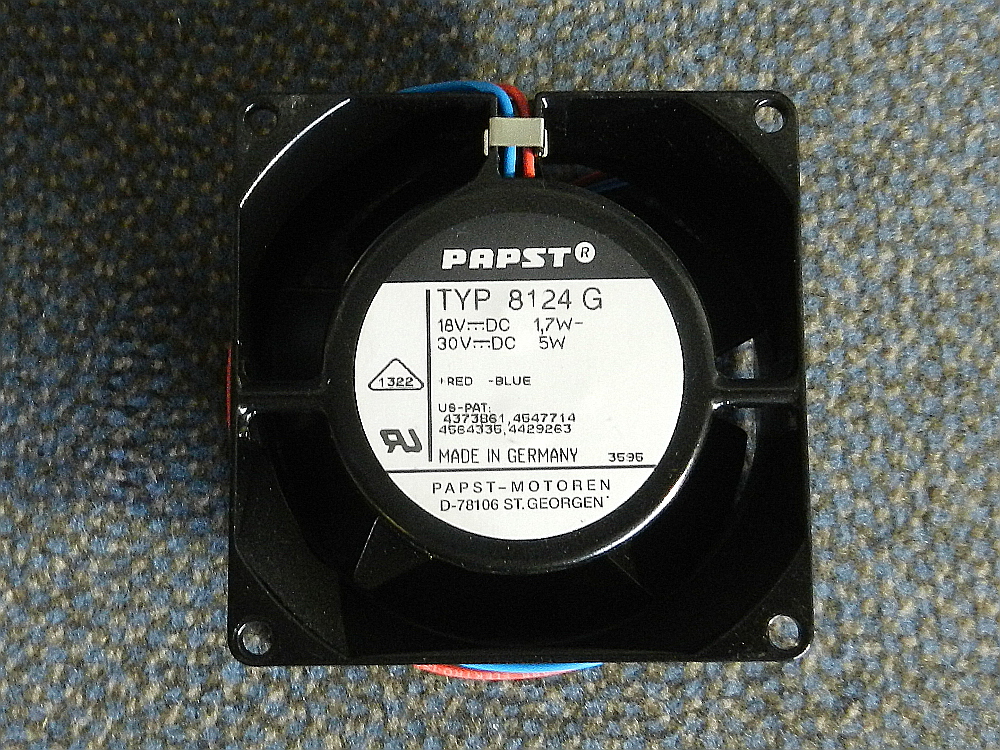 PAPST®
TYP 8124 G
18V⎓DC 1,7W-
30V⎓DC 5W
1322
+RED -BLUE
US-PAT:
4373861,4547714
4564335,4429263
MADE IN GERMANY 3595
PAPST-MOTOREN
D-78106 ST. GEORGEN